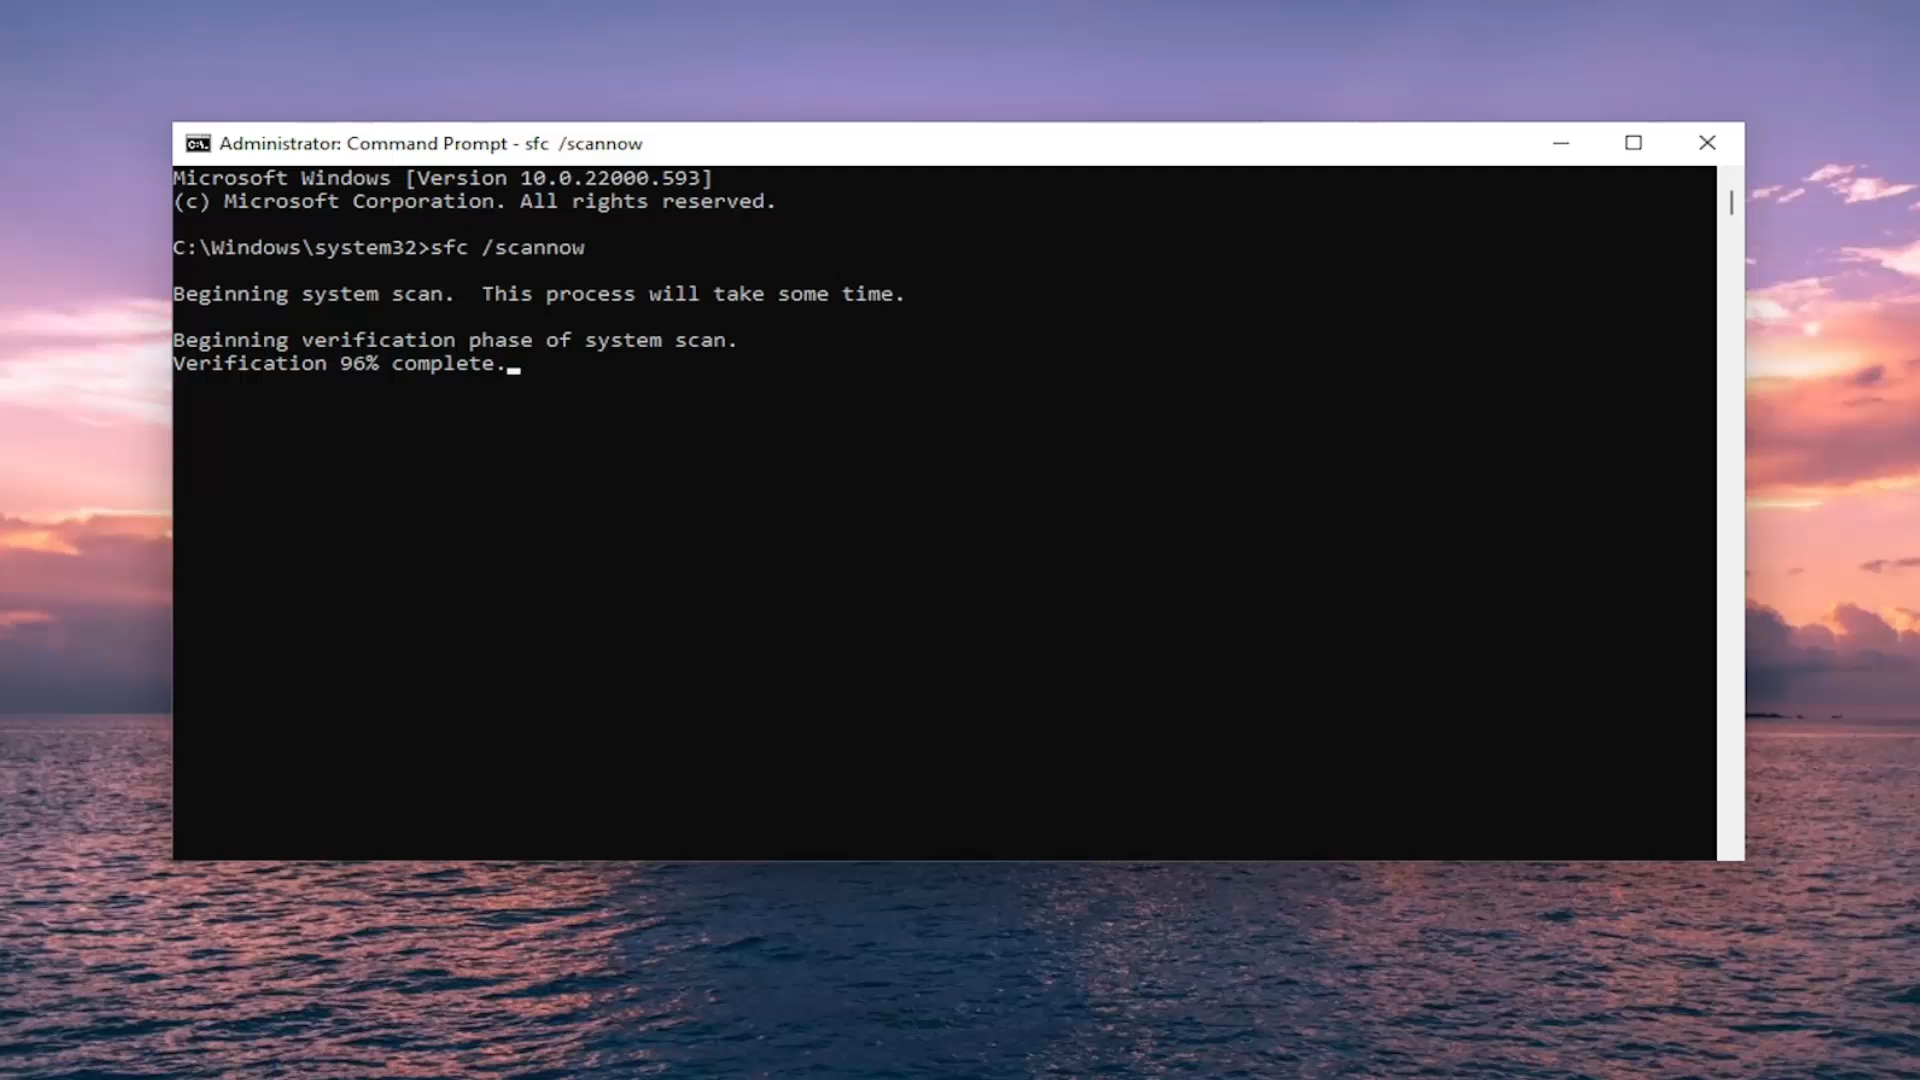 Administrator: Command Prompt - sfc  /scannow
Microsoft Windows [Version 10.0.22000.593]
(c) Microsoft Corporation. All rights reserved.
C:\Windows\system32>sfc /scannow
Beginning system scan.  This process will take some time.
Beginning verification phase of system scan.
Verification 96% complete.